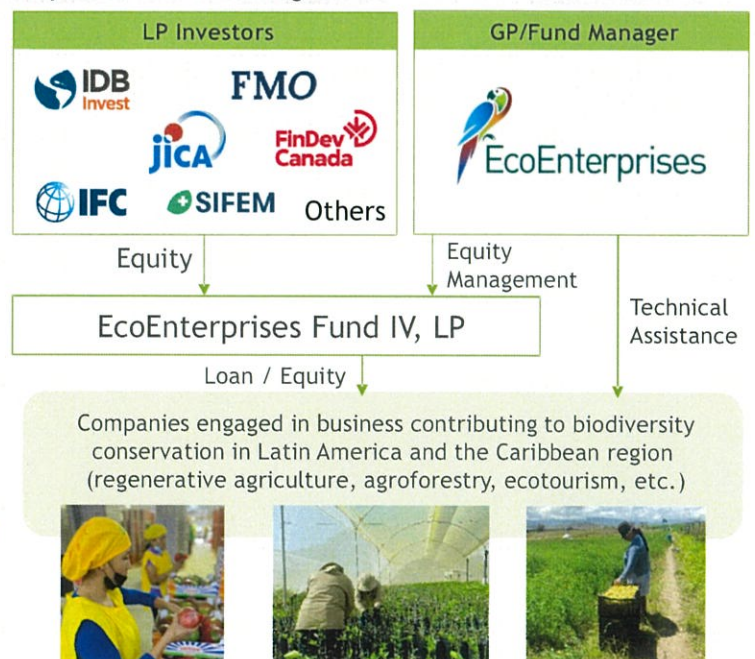 LP Investors
GP/Fund Manager
IDB
Invest
FMO
jICA
FinDev
Canada
IFC
SIFEM
Others
EcoEnterprises
Equity
Equity
Management
Technical
Assistance
EcoEnterprises Fund IV, LP
Loan / Equity
Companies engaged in business contributing to biodiversity
conservation in Latin America and the Caribbean region
(regenerative agriculture, agroforestry, ecotourism, etc.)